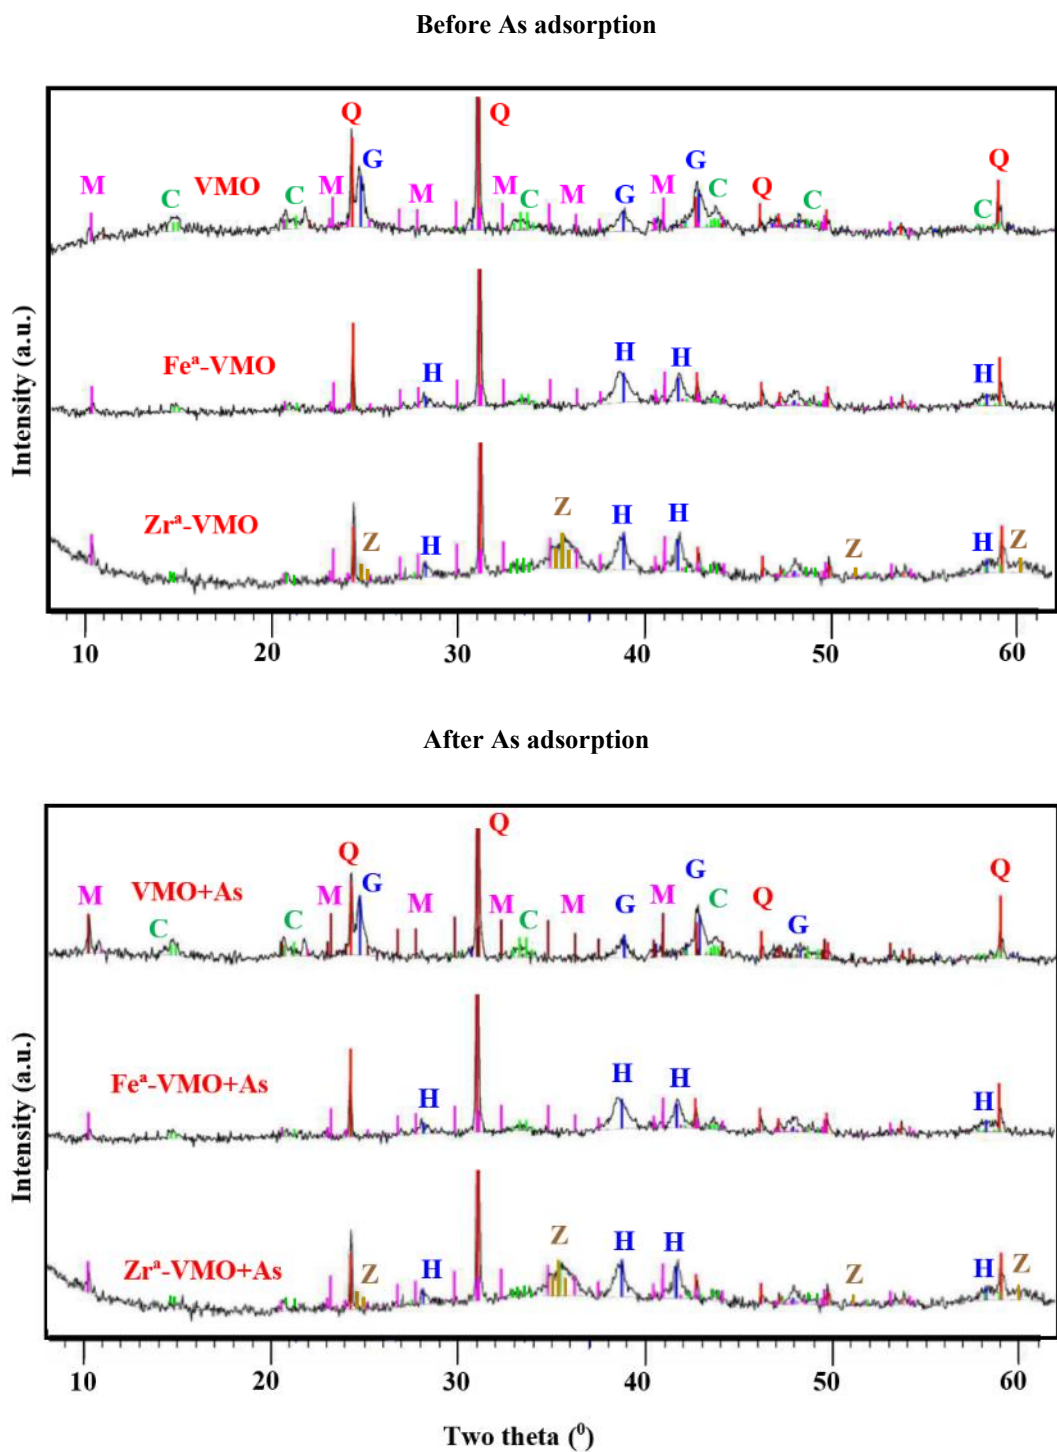 Before As adsorption
Q Q
M C VMO C M G M M C M G C Q C C Q
G
Intensity (a.u.)
Feᵃ-VMO H H H H
Zrᵃ-VMO Z H Z H H Z H Z
10 20 30 40 50 60
After As adsorption
Q
M VMO+As M Q G M M C M G M G C Q G Q
C C
Intensity (a.u.)
Feᵃ-VMO+As H H H H
Zrᵃ-VMO+As Z H Z H H Z H Z
10 20 30 40 50 60
Two theta (⁰)